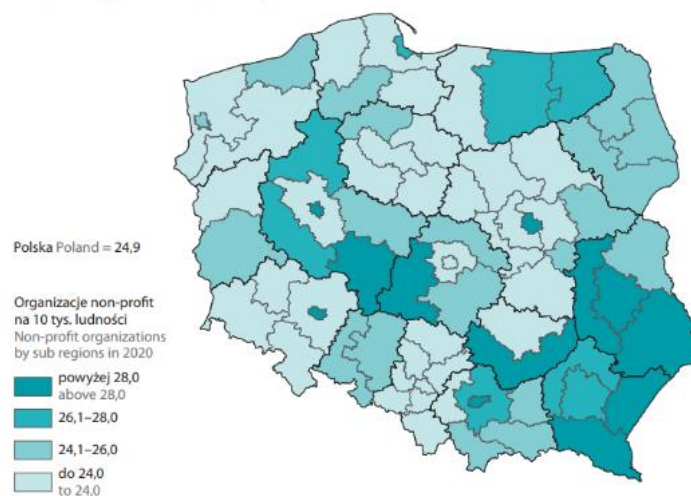 Polska Poland = 24,9
Organizacje non-profit
na 10 tys. ludności
Non-profit organizations
by sub regions in 2020
powyżej 28,0
above 28,0
26,1–28,0
24,1–26,0
do 24,0
to 24,0